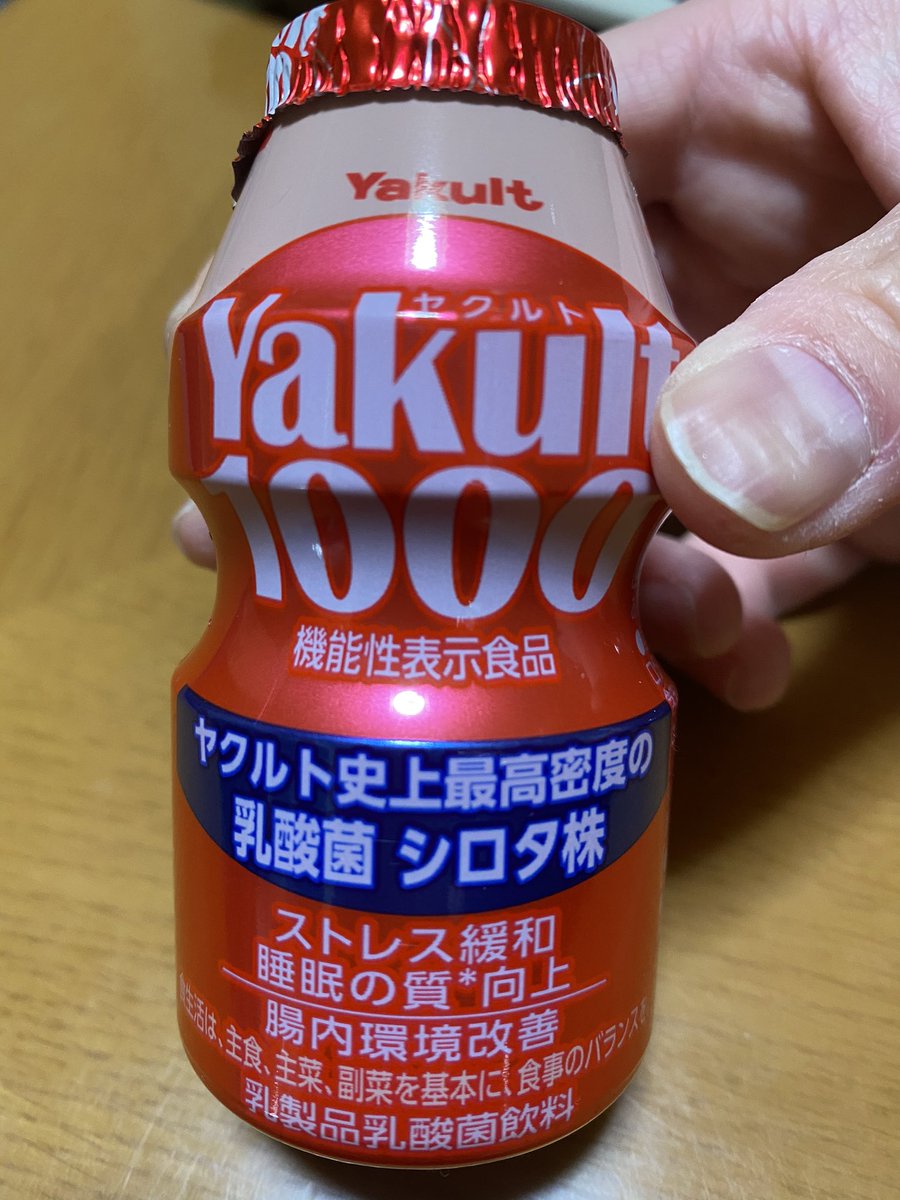 Yakult
ヤクルト
Yakult
1000
機能性表示食品
ヤクルト史上最高密度の
乳酸菌 シロタ株
ストレス緩和
睡眠の質*向上
腸内環境改善
食生活は、主食、主菜、副菜を基本に、食事のバランスを
乳製品乳酸菌飲料